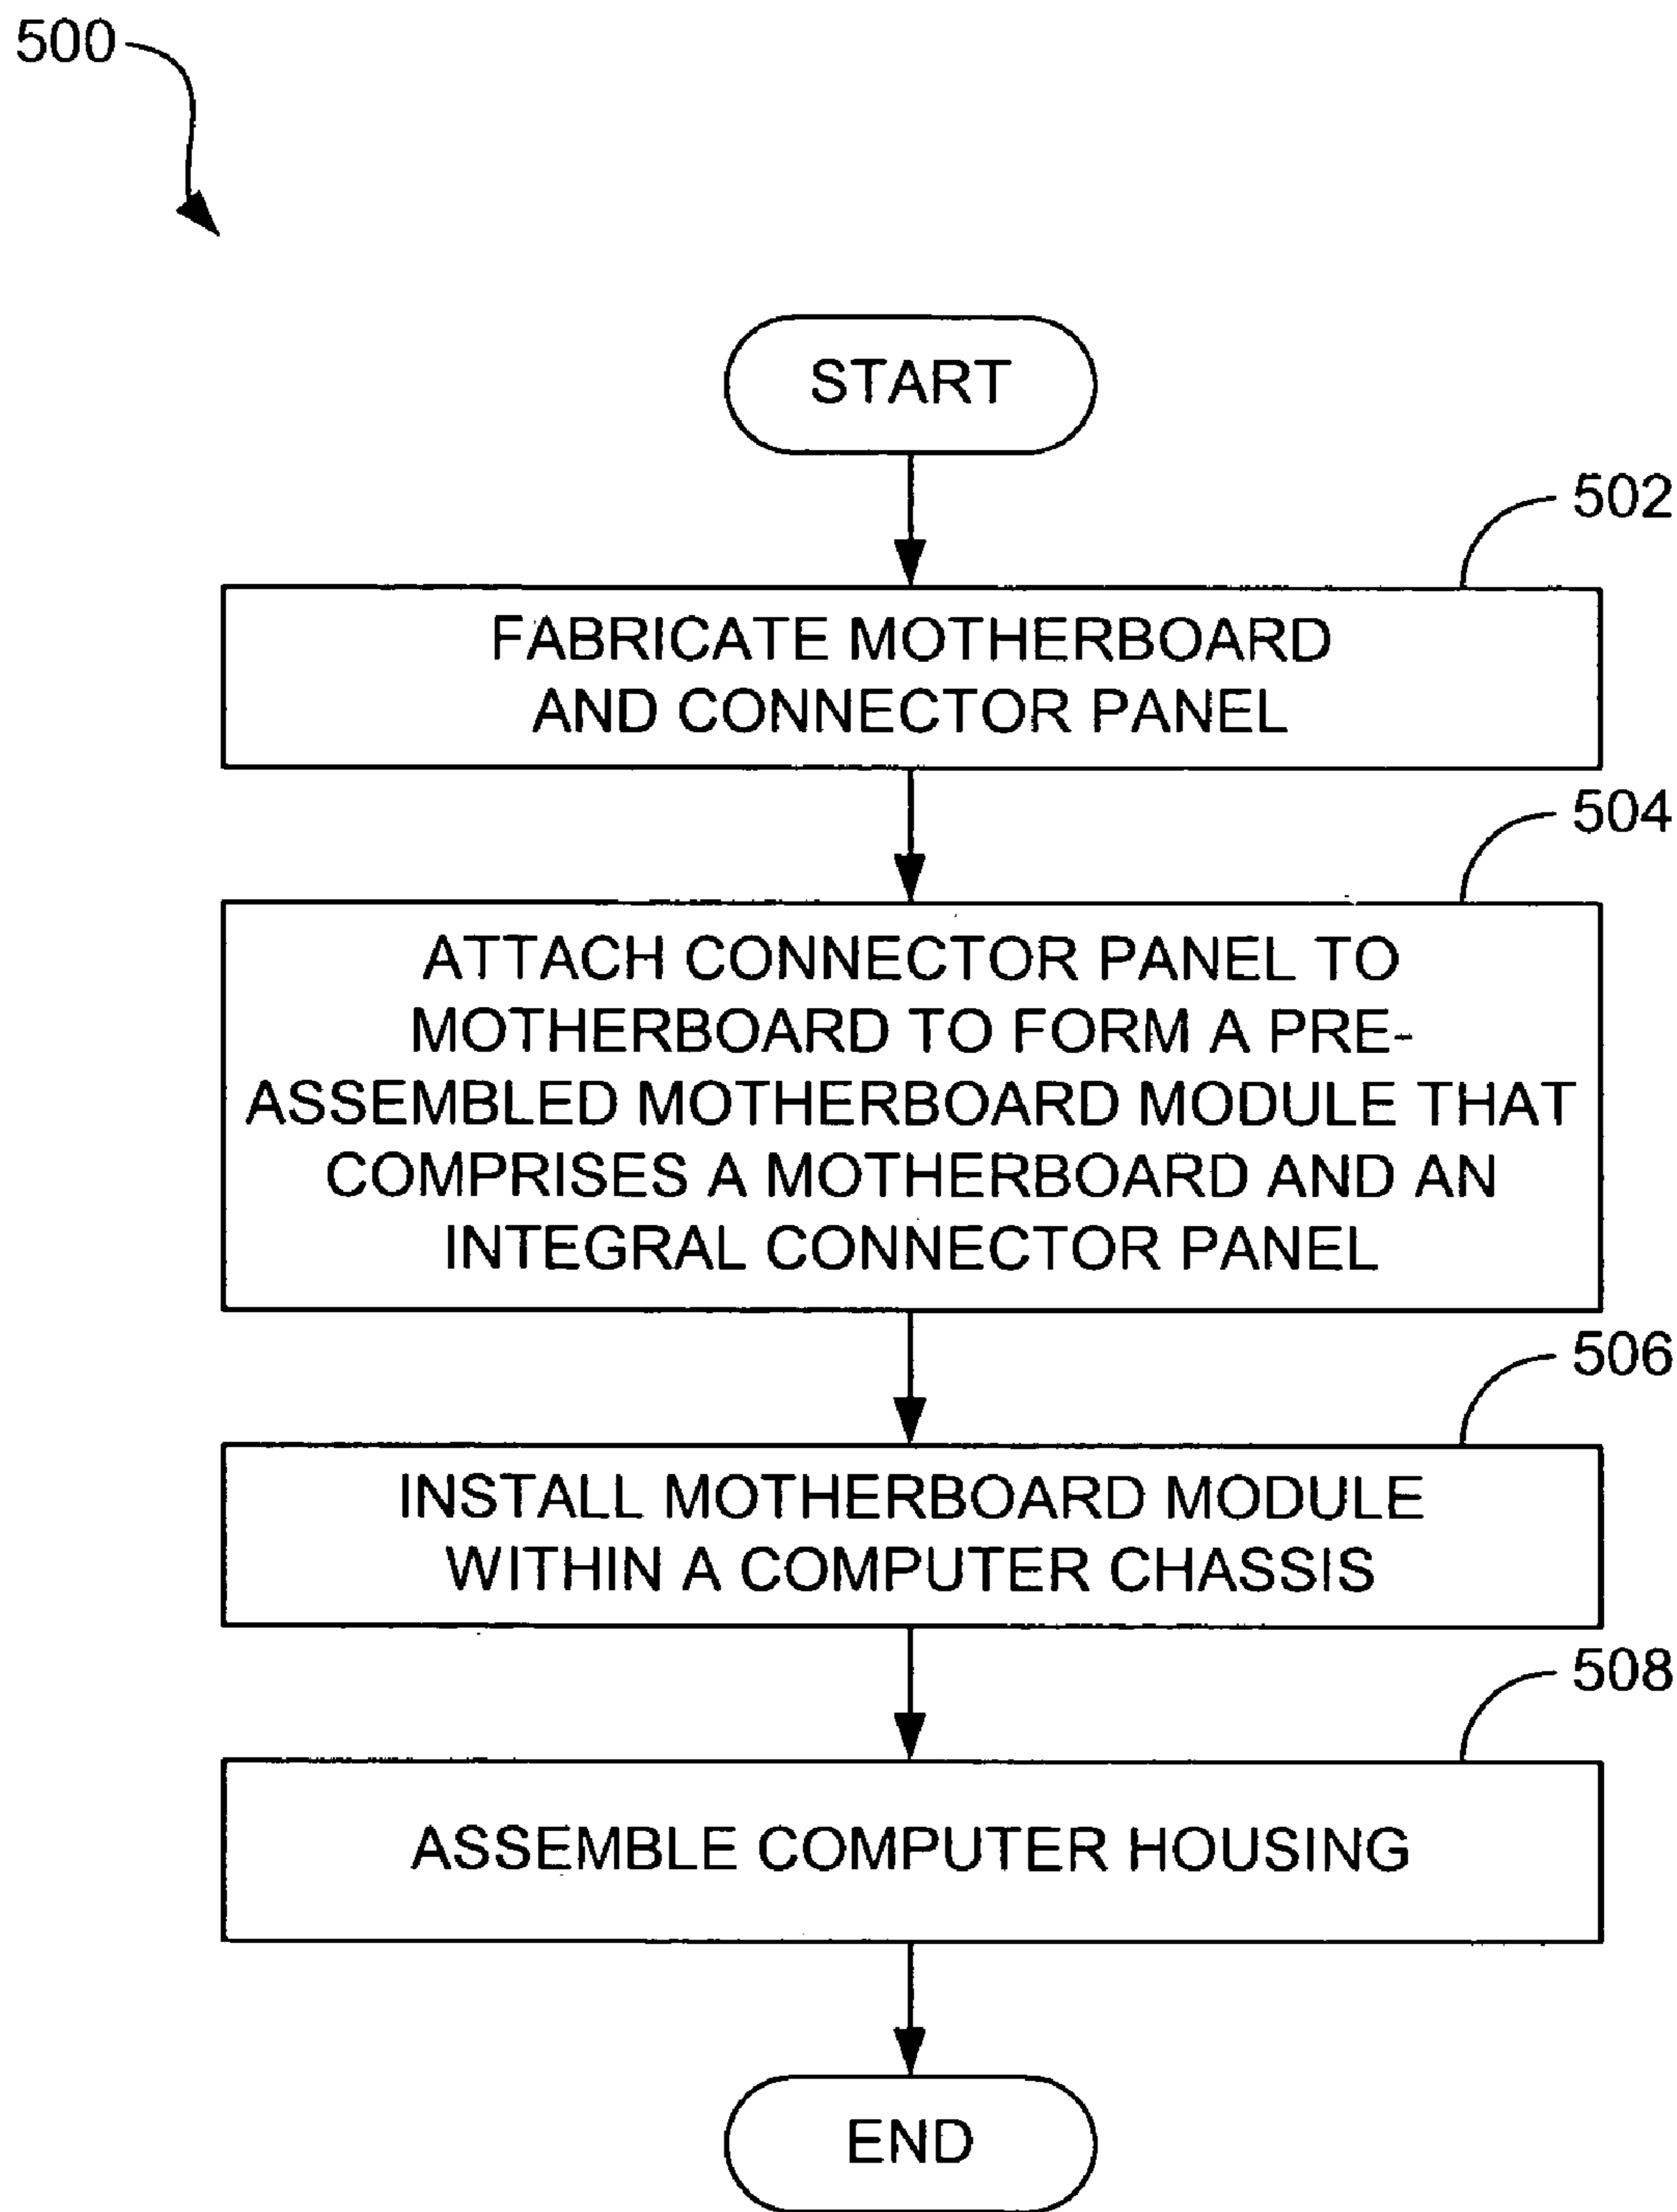 500
START
502
FABRICATE MOTHERBOARD
AND CONNECTOR PANEL
504
ATTACH CONNECTOR PANEL TO
MOTHERBOARD TO FORM A PRE-
ASSEMBLED MOTHERBOARD MODULE THAT
COMPRISES A MOTHERBOARD AND AN
INTEGRAL CONNECTOR PANEL
506
INSTALL MOTHERBOARD MODULE
WITHIN A COMPUTER CHASSIS
508
ASSEMBLE COMPUTER HOUSING
END